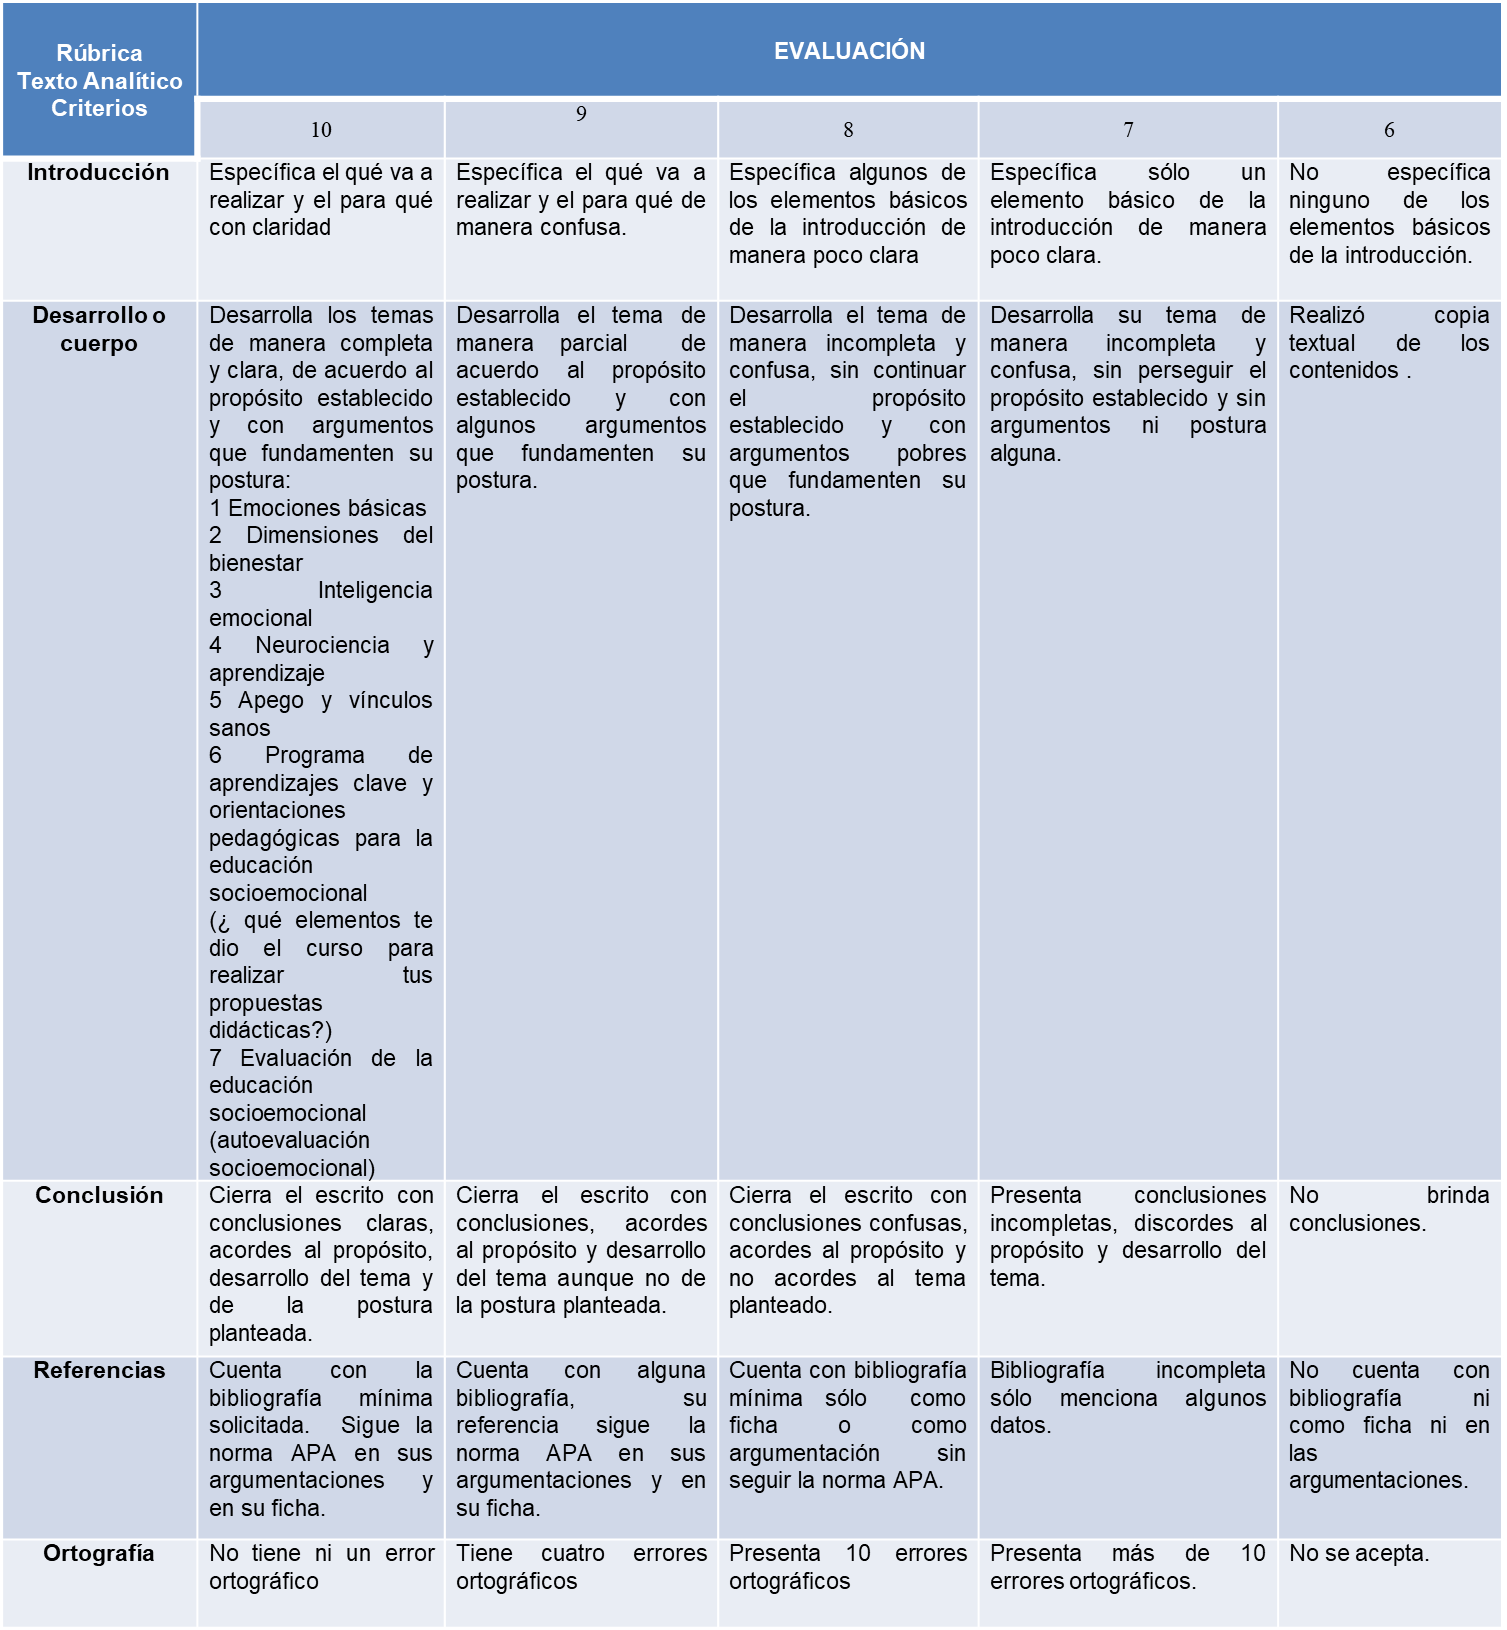 Rúbrica
Texto Analítico
Criterios
EVALUACIÓN
10
9
8
7
6
Introducción
Específica el qué va a
realizar y el para qué
con claridad
Específica el qué va a
realizar y el para qué de
manera confusa.
Específica algunos de
los elementos básicos
de la introducción de
manera poco clara
Específica sólo un
elemento básico de la
introducción de manera
poco clara.
No específica
ninguno de los
elementos básicos
de la introducción.
Desarrollo o
cuerpo
Desarrolla los temas
de manera completa
y clara, de acuerdo al
propósito establecido
y con argumentos
que fundamenten su
postura:
1 Emociones básicas
2 Dimensiones del
bienestar
3 Inteligencia
emocional
4 Neurociencia y
aprendizaje
5 Apego y vínculos
sanos
6 Programa de
aprendizajes clave y
orientaciones
pedagógicas para la
educación
socioemocional
(¿ qué elementos te
dio el curso para
realizar tus
propuestas
didácticas?)
7 Evaluación de la
educación
socioemocional
(autoevaluación
socioemocional)
Desarrolla el tema de
manera parcial de
acuerdo al propósito
establecido y con
algunos argumentos
que fundamenten su
postura.
Desarrolla el tema de
manera incompleta y
confusa, sin continuar
el propósito
establecido y con
argumentos pobres
que fundamenten su
postura.
Desarrolla su tema de
manera incompleta y
confusa, sin perseguir el
propósito establecido y sin
argumentos ni postura
alguna.
Realizó copia
textual de los
contenidos .
Conclusión
Cierra el escrito con
conclusiones claras,
acordes al propósito,
desarrollo del tema y
de la postura
planteada.
Cierra el escrito con
conclusiones, acordes
al propósito y desarrollo
del tema aunque no de
la postura planteada.
Cierra el escrito con
conclusiones confusas,
acordes al propósito y
no acordes al tema
planteado.
Presenta conclusiones
incompletas, discordes al
propósito y desarrollo del
tema.
No brinda
conclusiones.
Referencias
Cuenta con la
bibliografía mínima
solicitada. Sigue la
norma APA en sus
argumentaciones y
en su ficha.
Cuenta con alguna
bibliografía, su
referencia sigue la
norma APA en sus
argumentaciones y en
su ficha.
Cuenta con bibliografía
mínima sólo como
ficha o como
argumentación sin
seguir la norma APA.
Bibliografía incompleta
sólo menciona algunos
datos.
No cuenta con
bibliografía ni
como ficha ni en
las
argumentaciones.
Ortografía
No tiene ni un error
ortográfico
Tiene cuatro errores
ortográficos
Presenta 10 errores
ortográficos
Presenta más de 10
errores ortográficos.
No se acepta.